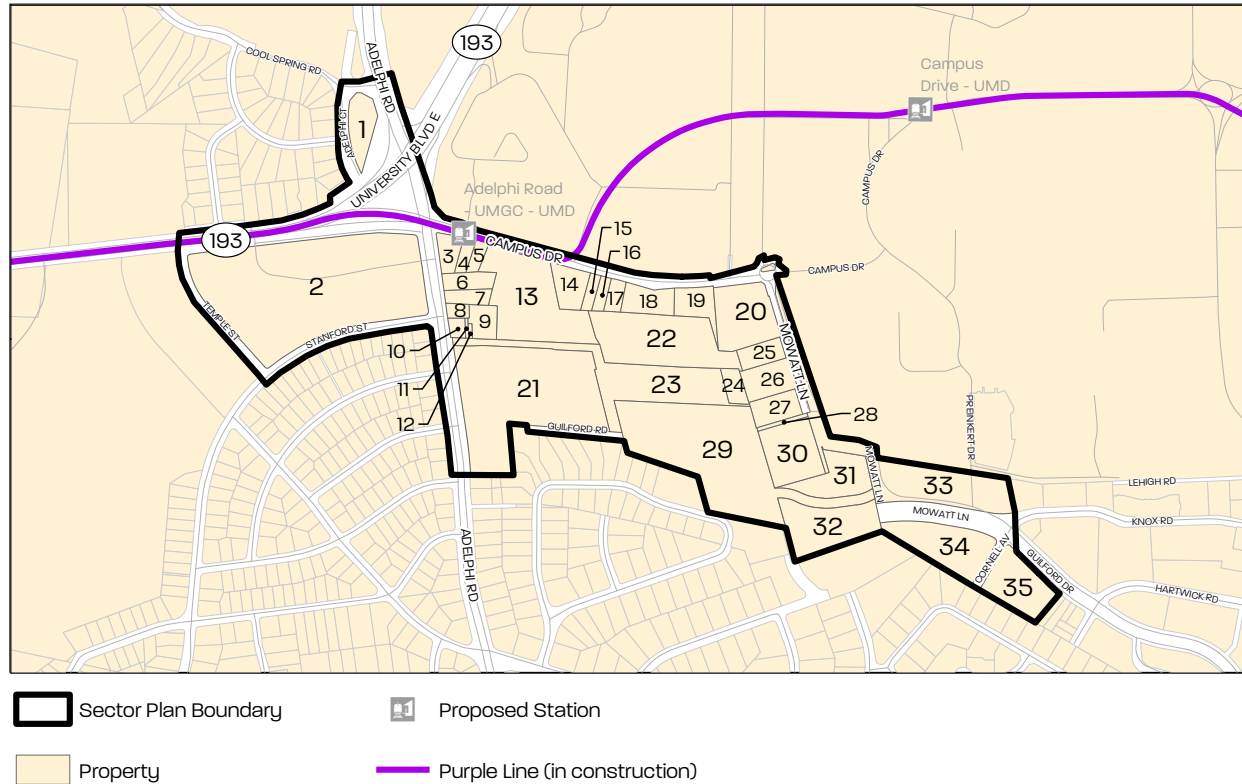 193
COOL SPRING RD
ADELPHI RD
Campus
Drive - UMD
1
ADELPHI CT
UNIVERSITY BLVD E
CAMPUS DR
Adelphi Road
- UMGC - UMD
193
CAMPUS DR
15
16
3
4
5
CAMPUS DR
2
6
13
14
17
18
19
20
7
TEMPLE ST
STANFORD ST
8
9
22
MOWATT LN
10
25
11
21
23
24
26
12
27
28
PREINKERT DR
GUILFORD RD
29
30
31
MOWATT LN
33
LEHIGH RD
32
MOWATT LN
KNOX RD
34
CORNELL AV
GUILFORD DR
ADELPHI RD
35
HARTWICK RD
Sector Plan Boundary
Proposed Station
Property
Purple Line (in construction)